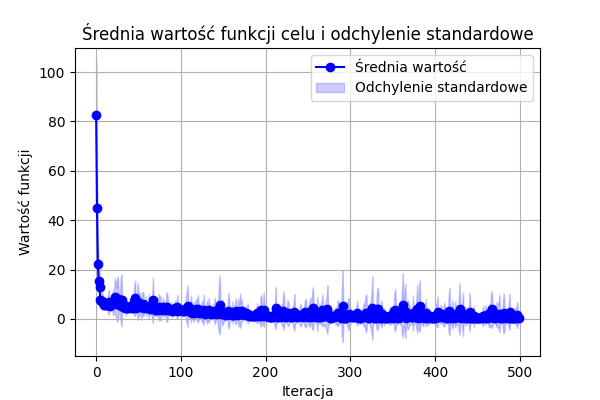 Średnia wartość funkcji celu i odchylenie standardowe
Średnia wartość
Odchylenie standardowe
Wartość funkcji
100
80
60
40
20
0
0 100 200 300 400 500
Iteracja